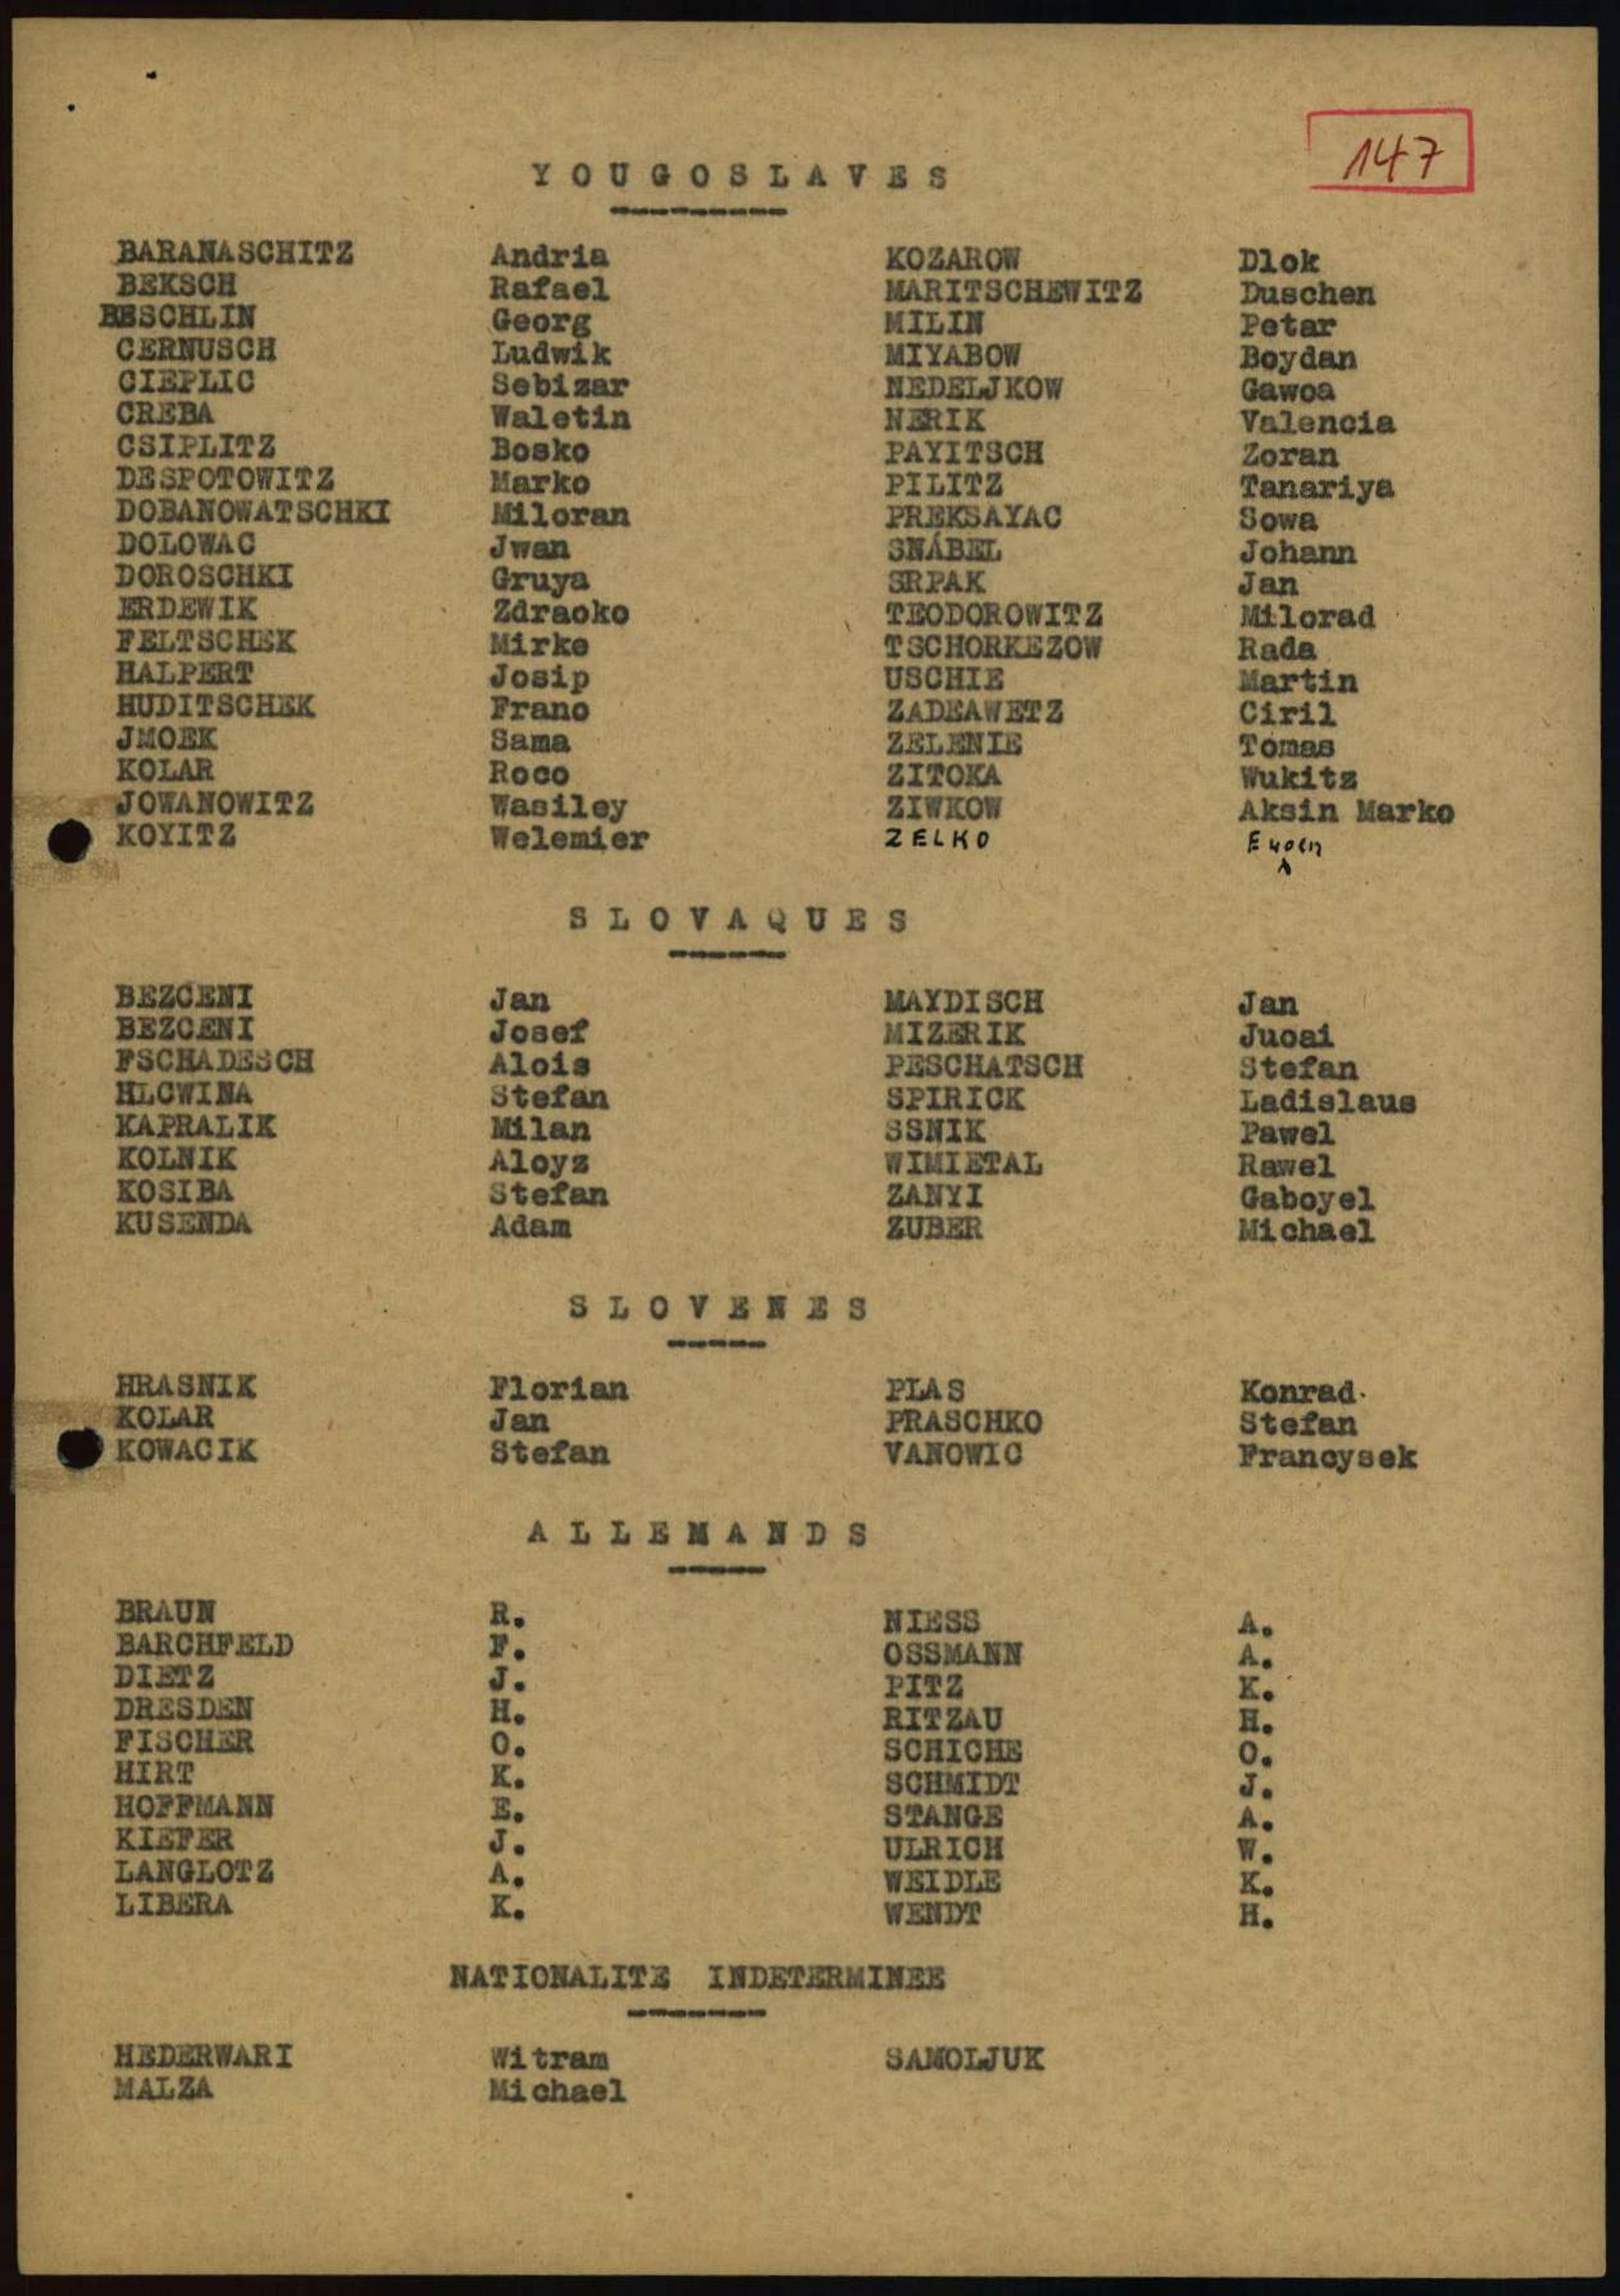 147
YOUGOSLAVES
BARANASCHITZ Andria KOZAROW Dlok
BEKSCH Rafael MARITSCHEWITZ Duschen
BESCHLIN Georg MILIN Petar
CERNUSCH Ludwik MIYABOW Boydan
CIEPLIC Sebizar NEDELJKOW Gawoa
CREBA Waletin NERIK Valencia
CSIPLITZ Bosko PAYITSCH Zoran
DESPOTOWITZ Marko PILITZ Tanariya
DOBANOWATSCHKI Miloran PREKSAYAC Sowa
DOLOWAC Jwan SNÁBEL Johann
DOROSCHKI Gruya SRPAK Jan
ERDEWIK Zdraoko TEODOROWITZ Milorad
FELTSCHEK Mirko TSCHORKEZOW Rada
HALPERT Josip USCHIE Martin
HUDITSCHEK Frano ZADEAWETZ Ciril
JMOEK Sama ZELENIE Tomas
KOLAR Roco ZITOKA Wukitz
JOWANOWITZ Wasiley ZIWKOW Aksin Marko
KOYITZ Welemier ZELKO
SLOVAQUES
BEZCENI Jan MAYDISCH Jan
BEZCENI Josef MIZERIK Jucai
FSCHADESCH Alois PESCHATSCH Stefan
HLCWINA Stefan SPIRICK Ladislaus
KAPRALIK Milan SSNIK Pawel
KOLNIK Aloyz WIMIETAL Rawel
KOSIBA Stefan ZANYI Gaboyel
KUSENDA Adam ZUBER Michael
SLOVENES
HRASNIK Florian PLAS Konrad.
KOLAR Jan PRASCHKO Stefan
KOWACIK Stefan VANOWIC Francysek
ALLEMANDS
BRAUN R. NIESS A.
BARCHFELD F. OSSMANN A.
DIETZ J. PITZ K.
DRESDEN H. RITZAU H.
FISCHER O. SCHICHE O.
HIRT K. SCHMIDT J.
HOFFMANN E. STANGE A.
KIEFER J. ULRICH W.
LANGLOTZ A. WEIDLE K.
LIBERA K. WENDT H.
NATIONALITE INDETERMINEE
HEDERWARI Witram SAMOLJUK
MALZA Michael